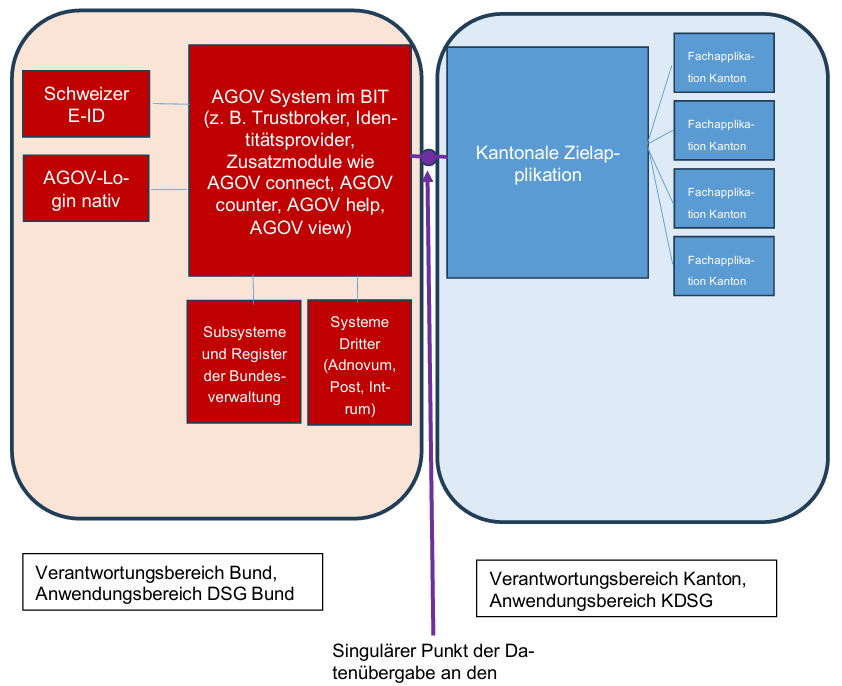 Schweizer
E-ID
AGOV-Lo-
gin nativ
AGOV System im BIT
(z. B. Trustbroker, Iden-
titätsprovider,
Zusatzmodule wie
AGOV connect, AGOV
counter, AGOV help,
AGOV view)
Subsysteme
und Register
der Bundes-
verwaltung
Systeme
Dritter
(Adnovum,
Post, Int-
rum)
Kantonale Zielap-
plikation
Fachapplika-
tion Kanton
Fachapplika-
tion Kanton
Fachapplika-
tion Kanton
Fachapplika-
tion Kanton
Verantwortungsbereich Bund,
Anwendungsbereich DSG Bund
Verantwortungsbereich Kanton,
Anwendungsbereich KDSG
Singulärer Punkt der Da-
tenübergabe an den